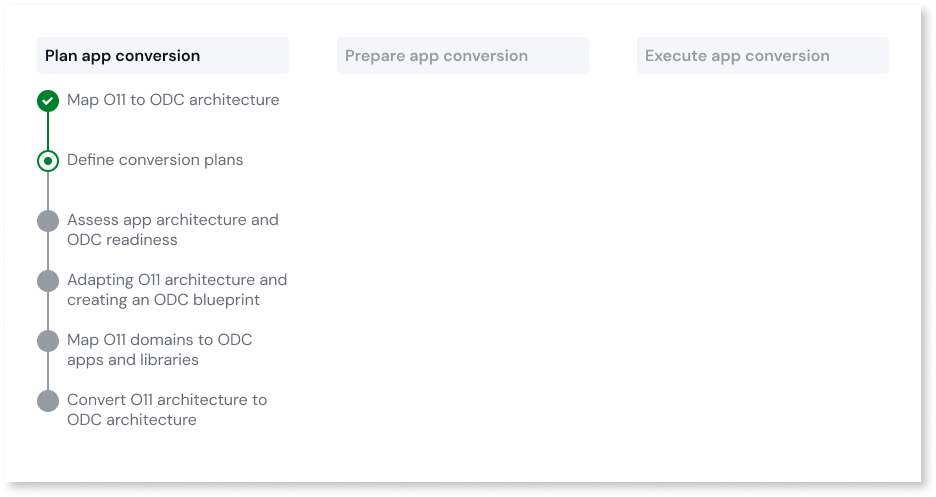 Plan app conversion
Prepare app conversion
Execute app conversion
Map O11 to ODC architecture
Define conversion plans
Assess app architecture and
ODC readiness
Adapting O11 architecture and
creating an ODC blueprint
Map O11 domains to ODC
apps and libraries
Convert O11 architecture to
ODC architecture